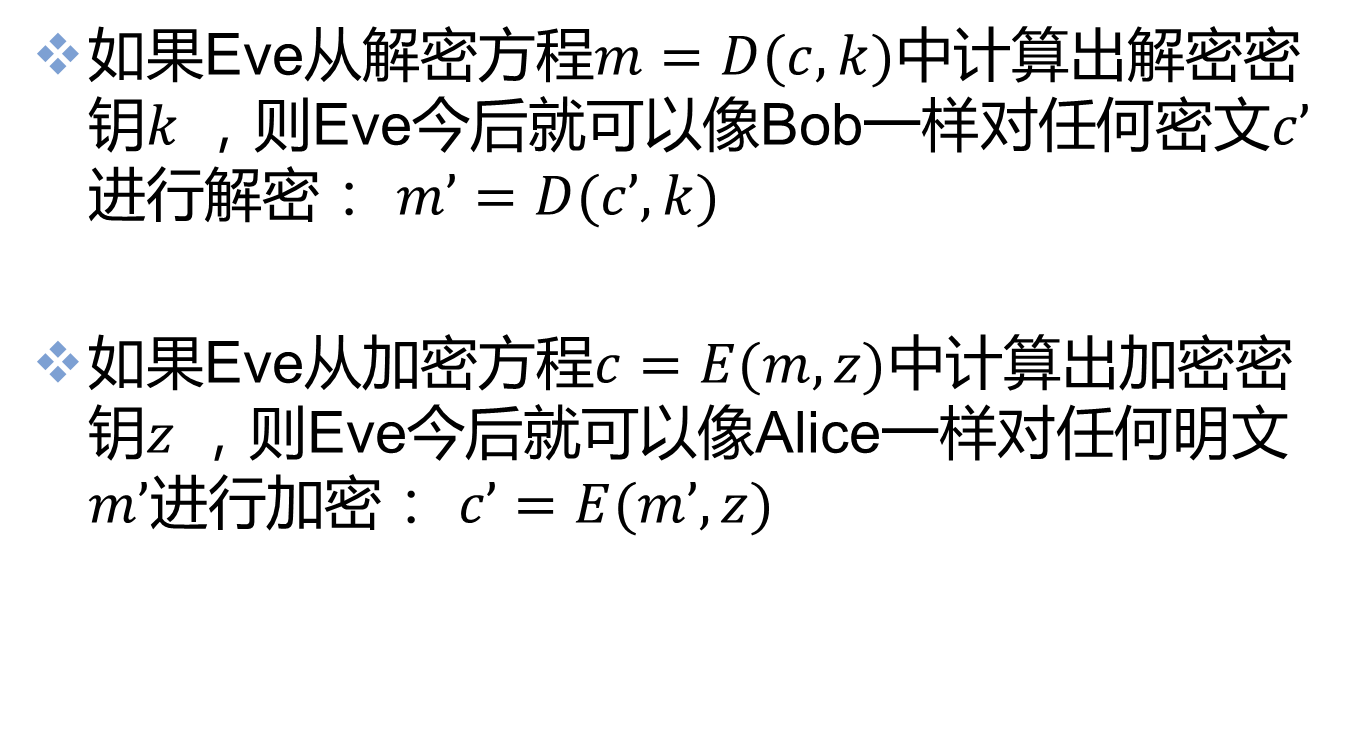 ❖如果Eve从解密方程m = D(c, k)中计算出解密密
钥k ，则Eve今后就可以像Bob一样对任何密文c’
进行解密： m’ = D(c’, k)
❖如果Eve从加密方程c = E(m, z)中计算出加密密
钥z ，则Eve今后就可以像Alice一样对任何明文
m’进行加密： c’ = E(m’, z)